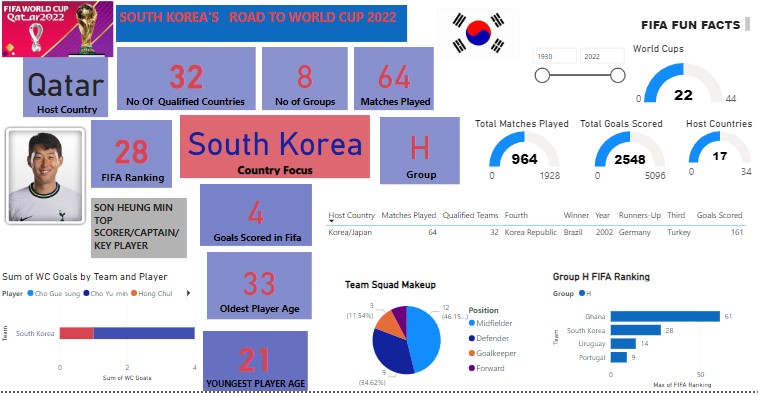 FIFA WORLD CUP
Qatar2022
SOUTH KOREA'S ROAD TO WORLD CUP 2022
FIFA FUN FACTS
1930
2022
World Cups
22
0
44
Qatar
Host Country
32
No Of Qualified Countries
8
No of Groups
64
Matches Played
28
FIFA Ranking
South Korea
Country Focus
H
Group
Total Matches Played
964
0
1928
Total Goals Scored
2548
0
5096
Host Countries
17
0
34
SON HEUNG MIN
TOP
SCORER/CAPTAIN/
KEY PLAYER
4
Goals Scored in Fifa
Host Country Matches Played Qualified Teams Fourth Winner Year Runners-Up Third Goals Scored
Korea/Japan 64 32 Korea Republic Brazil 2002 Germany Turkey 161
33
Oldest Player Age
21
YOUNGEST PLAYER AGE
Sum of WC Goals by Team and Player
Player Cho Gue-sung Cho Yu-min Hong Chul
Team
South Korea
0 2 4
Sum of WC Goals
Team Squad Makeup
3
(11.54%)
12
(46.15...)
9
(34.62%)
Position
Midfielder
Defender
Goalkeeper
Forward
Group H FIFA Ranking
Group H
Team
Ghana 61
South Korea 28
Uruguay 14
Portugal 9
0 50
Max of FIFA Ranking